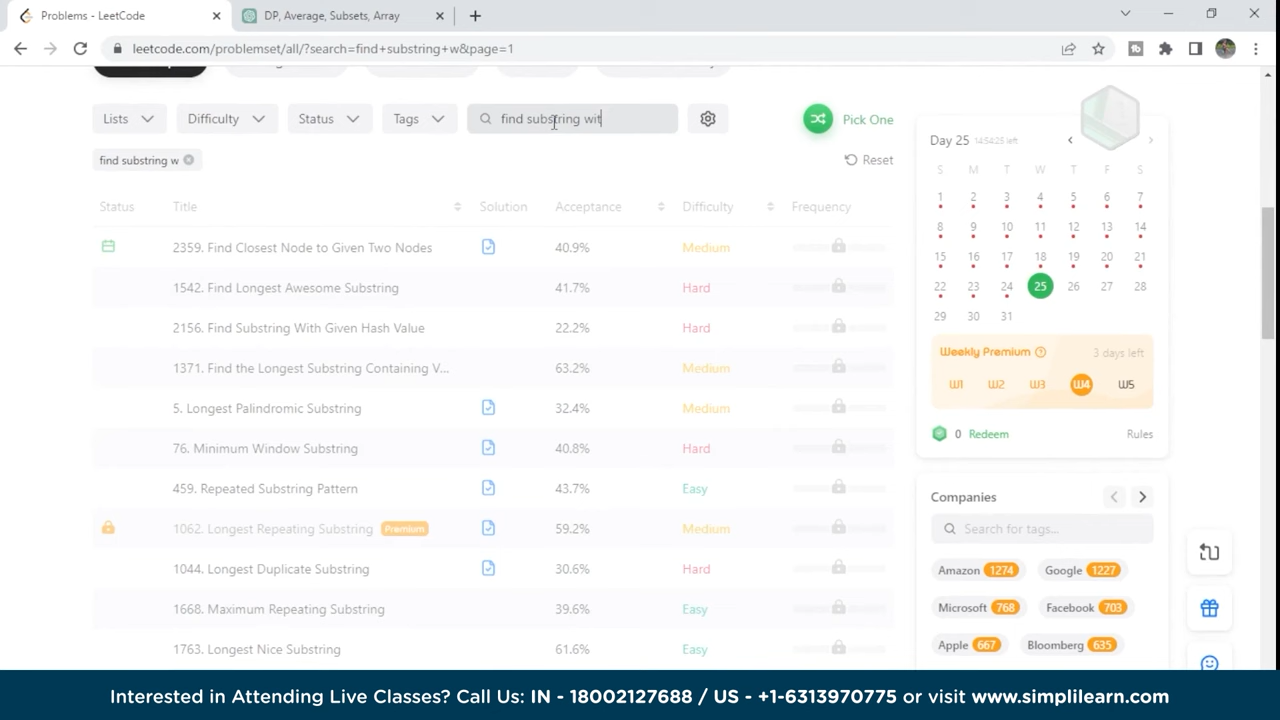 Problems - LeetCode
DP, Average, Subsets, Array
leetcode.com/problemset/all/?search=find+substring+w&page=1
Lists
Difficulty
Status
Tags
find substring wit
Pick One
find substring w
Reset
Status Title Solution Acceptance Difficulty Frequency
2359. Find Closest Node to Given Two Nodes 40.9% Medium
1542. Find Longest Awesome Substring 41.7% Hard
2156. Find Substring With Given Hash Value 22.2% Hard
1371. Find the Longest Substring Containing V... 63.2% Medium
5. Longest Palindromic Substring 32.4% Medium
76. Minimum Window Substring 40.8% Hard
459. Repeated Substring Pattern 43.7% Easy
1062. Longest Repeating Substring Premium 59.2% Medium
1044. Longest Duplicate Substring 30.6% Hard
1668. Maximum Repeating Substring 39.6% Easy
1763. Longest Nice Substring 61.6% Easy
Day 25 14:54:25 left
S M T W T F S
1 2 3 4 5 6 7
8 9 10 11 12 13 14
15 16 17 18 19 20 21
22 23 24 25 26 27 28
29 30 31
Weekly Premium 3 days left
W1 W2 W3 W4 W5
0 Redeem Rules
Companies
Search for tags...
Amazon 1274 Google 1227
Microsoft 768 Facebook 703
Apple 667 Bloomberg 635
Interested in Attending Live Classes? Call Us: IN - 18002127688 / US - +1-6313970775 or visit www.simplilearn.com